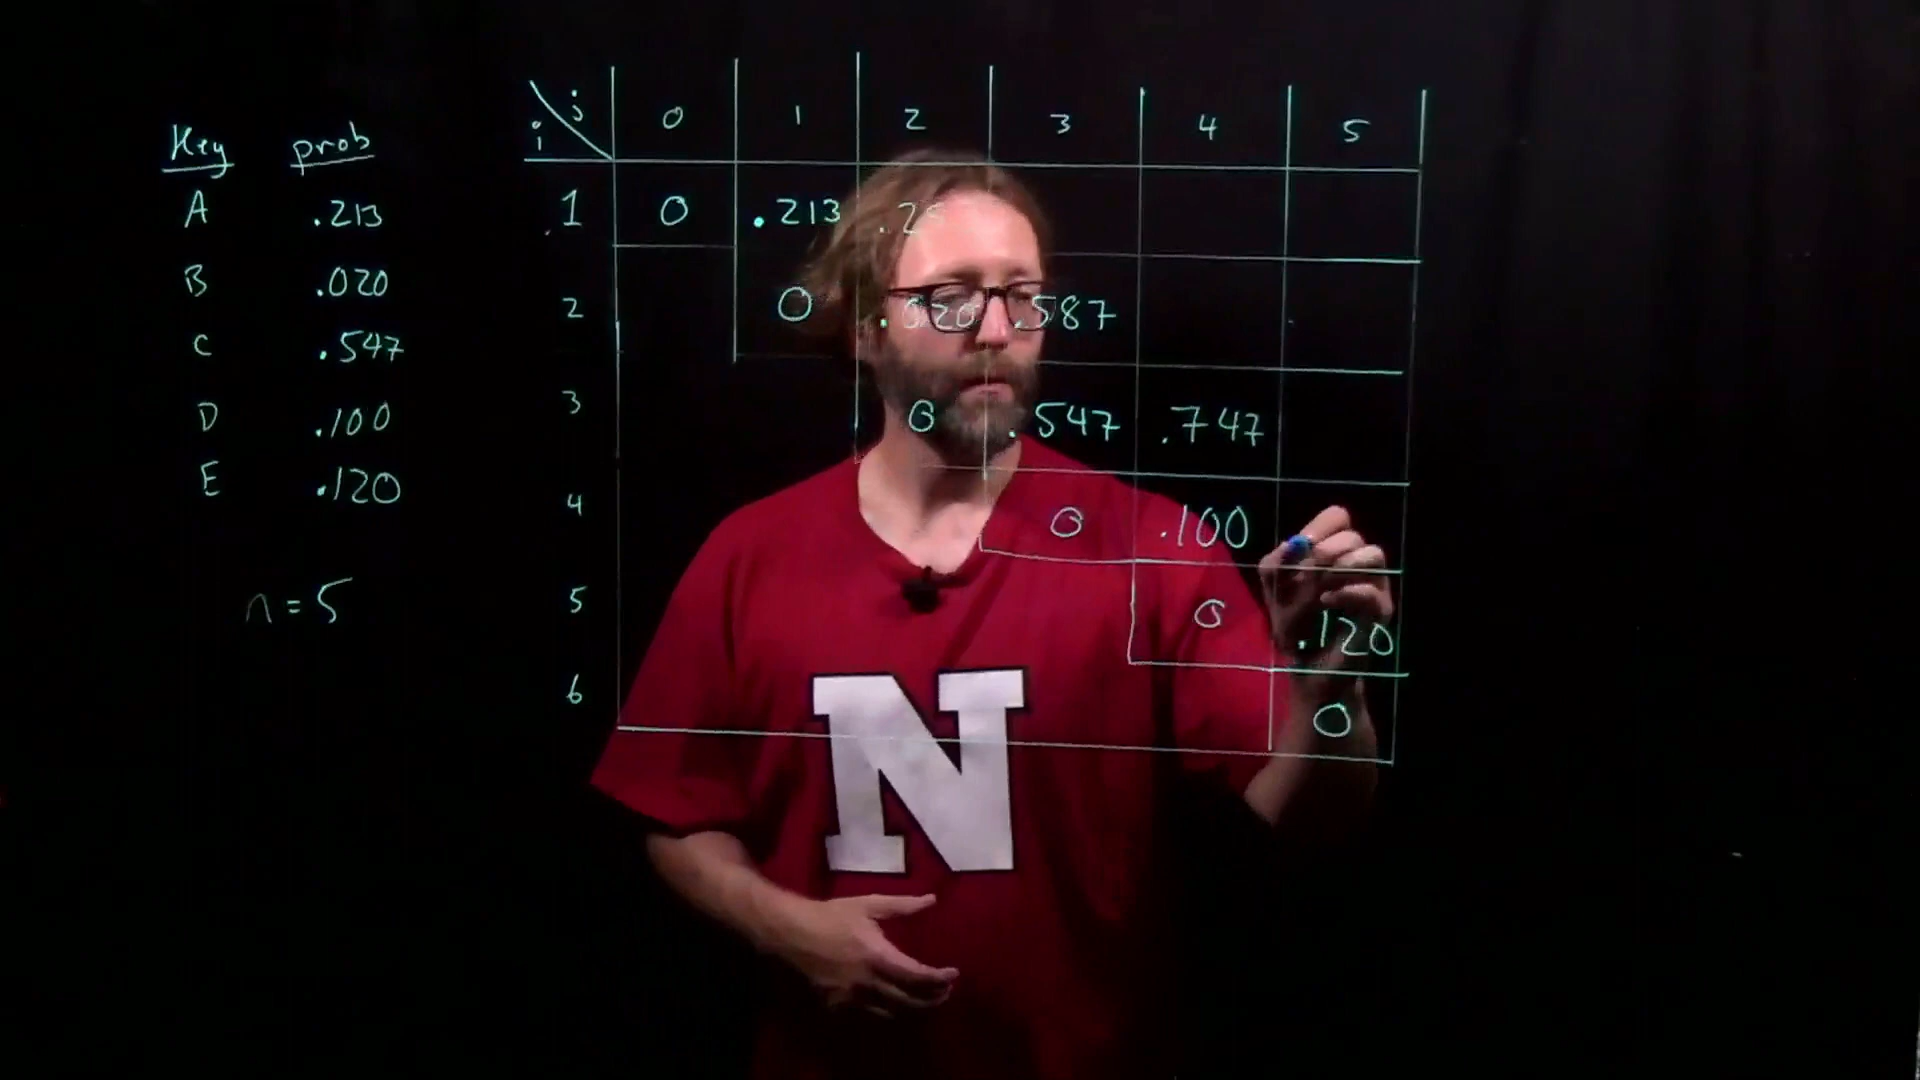 Key prob
A .213
B .020
C .547
D .100
E .120
n = 5
i j 0 1 2 3 4 5
1 0 .213
2 0 .020 .587
3 0 .547 .747
4 0 .100
5 0 .120
6 0
N